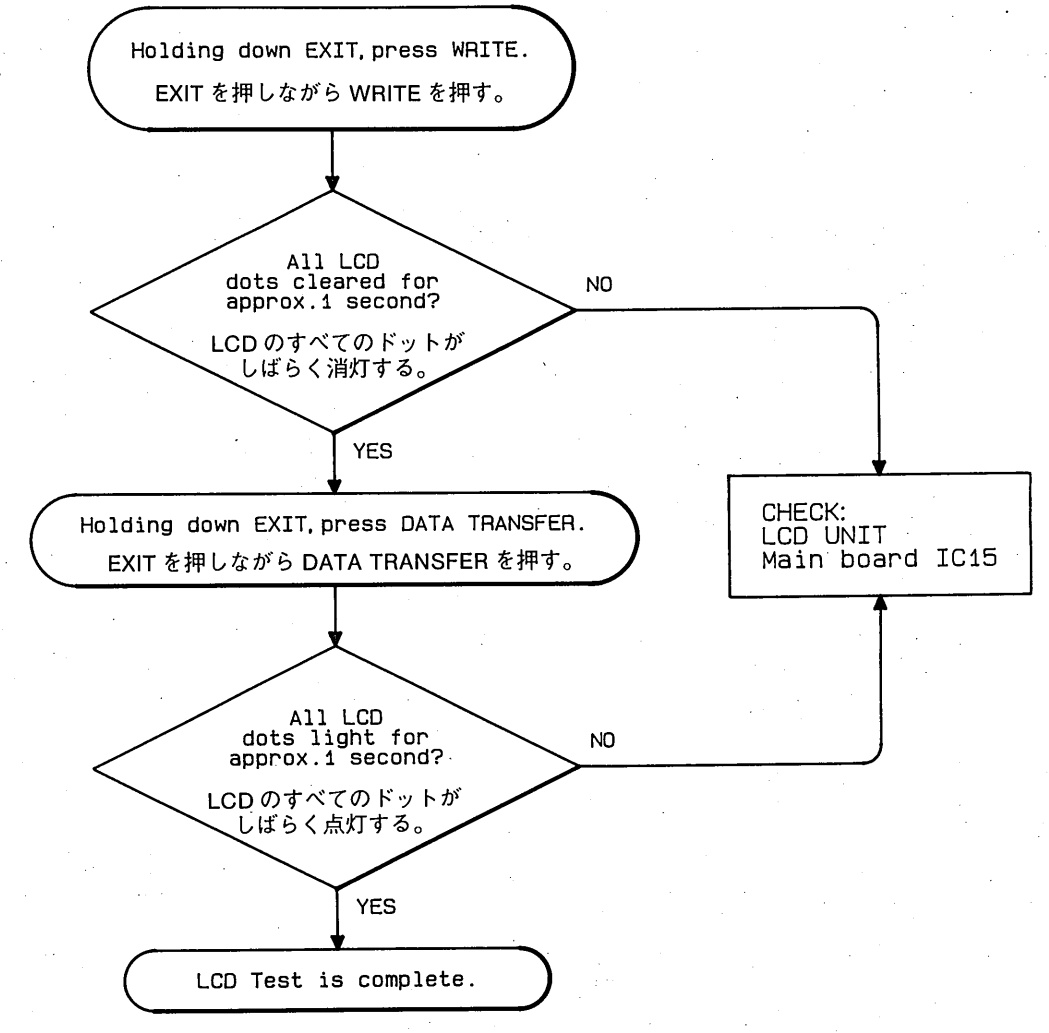 Holding down EXIT, press WRITE.
EXIT を押しながら WRITE を押す。
All LCD
dots cleared for
approx.1 second?
LCD のすべてのドットが
しばらく消灯する。
NO
YES
Holding down EXIT, press DATA TRANSFER.
EXIT を押しながら DATA TRANSFER を押す。
CHECK:
LCD UNIT
Main board IC15
All LCD
dots light for
approx.1 second?
LCD のすべてのドットが
しばらく点灯する。
NO
YES
LCD Test is complete.